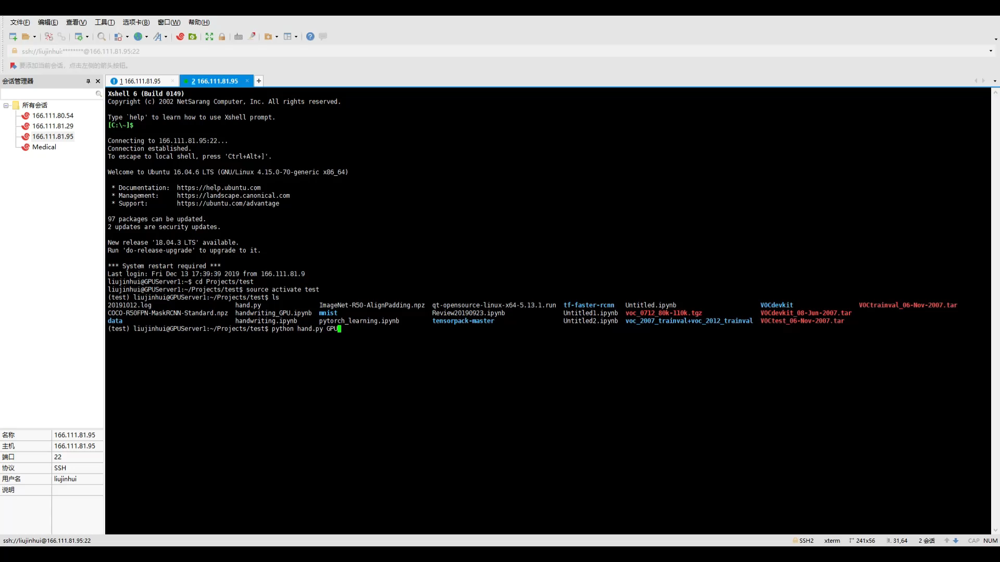 文件(F) 编辑(E) 查看(V) 工具(T) 选项卡(B) 窗口(W) 帮助(H)
ssh://liujinhui:********@166.111.81.95:22
要添加当前会话，点击左侧的箭头按钮。
会话管理器
1 166.111.81.95
2 166.111.81.95
所有会话
166.111.80.54
166.111.81.29
166.111.81.95
Medical
Xshell 6 (Build 0149)
Copyright (c) 2002 NetSarang Computer, Inc. All rights reserved.
Type `help' to learn how to use Xshell prompt.
[C:\~]$
Connecting to 166.111.81.95:22...
Connection established.
To escape to local shell, press 'Ctrl+Alt+]'.
Welcome to Ubuntu 16.04.6 LTS (GNU/Linux 4.15.0-70-generic x86_64)
* Documentation:  https://help.ubuntu.com
* Management:     https://landscape.canonical.com
* Support:        https://ubuntu.com/advantage
97 packages can be updated.
2 updates are security updates.
New release '18.04.3 LTS' available.
Run 'do-release-upgrade' to upgrade to it.
*** System restart required ***
Last login: Fri Dec 13 17:39:39 2019 from 166.111.81.9
liujinhui@GPUServer1:~$ cd Projects/test
liujinhui@GPUServer1:~/Projects/test$ source activate test
(test) liujinhui@GPUServer1:~/Projects/test$ ls
20191012.log hand.py ImageNet-R50-AlignPadding.npz qt-opensource-linux-x64-5.13.1.run tf-faster-rcnn Untitled.ipynb VOCdevkit VOCtrainval_06-Nov-2007.tar
COCO-R50FPN-MaskRCNN-Standard.npz handwriting_GPU.ipynb mnist Review20190923.ipynb Untitled1.ipynb voc_0712_80k-110k.tgz VOCdevkit_08-Jun-2007.tar
data handwriting.ipynb pytorch_learning.ipynb tensorpack-master Untitled2.ipynb voc_2007_trainval+voc_2012_trainval VOCtest_06-Nov-2007.tar
(test) liujinhui@GPUServer1:~/Projects/test$ python hand.py GPU
名称 166.111.81.95
主机 166.111.81.95
端口 22
协议 SSH
用户名 liujinhui
说明
ssh://liujinhui@166.111.81.95:22 SSH2 xterm 241x56 31,64 2 会话 CAP NUM